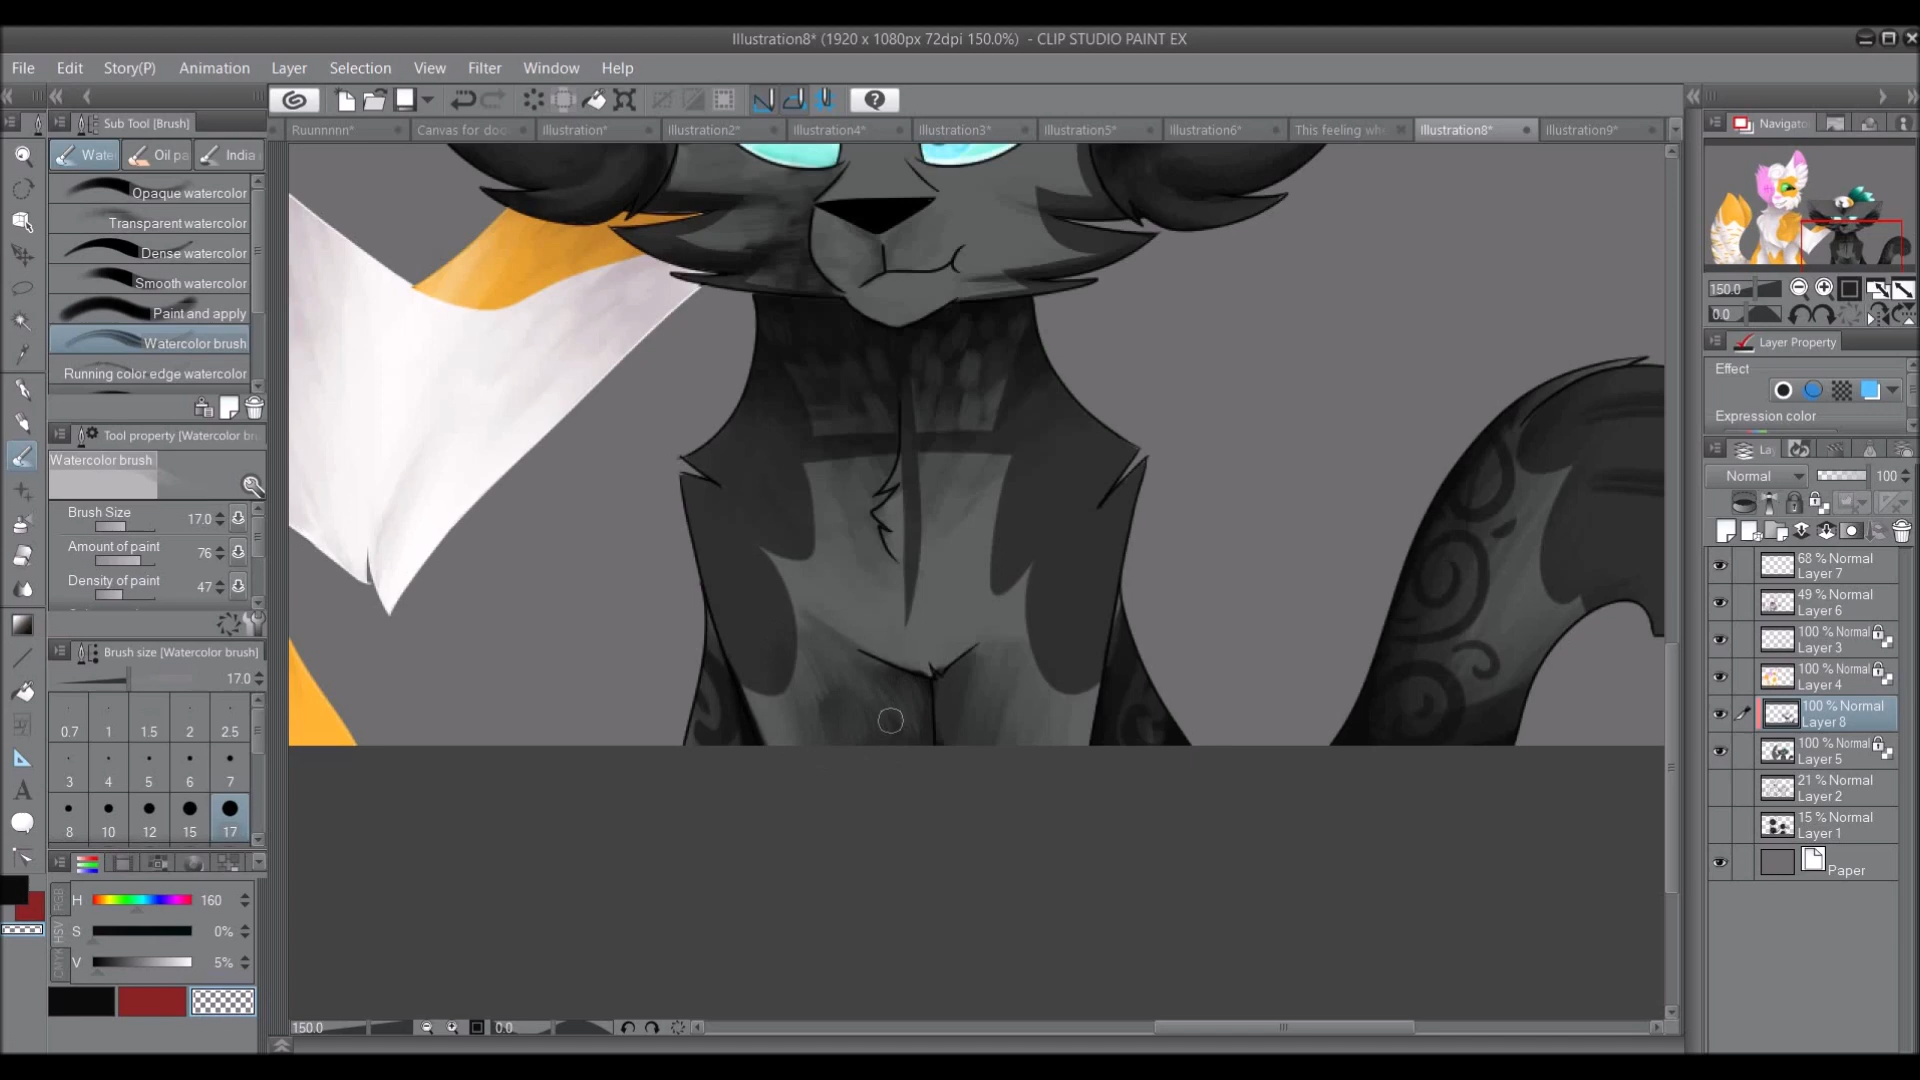 Illustration8* (1920 x 1080px 72dpi 150.0%) - CLIP STUDIO PAINT EX
File Edit Story(P) Animation Layer Selection View Filter Window Help
Sub Tool [Brush]
Ruunnnnn* Canvas for doo Illustration* Illustration2* Illustration4* Illustration3* Illustration5* Illustration6* This feeling wh Illustration8* Illustration9*
Navigato
Wate Oil pa India
Opaque watercolor
Transparent watercolor
Dense watercolor
Smooth watercolor
Paint and apply
Watercolor brush
Running color edge watercolor
Tool property [Watercolor br
Watercolor brush
Brush Size 17.0
Amount of paint 76
Density of paint 47
Brush size [Watercolor brush]
17.0
0.7 1 1.5 2 2.5
3 4 5 6 7
8 10 12 15 17
RGB
HSV
CMYK
H 160
S 0%
V 5%
150.0 0.0
150.0
0.0
Layer Property
Effect
Expression color
La
Normal 100
68 % Normal
Layer 7
49 % Normal
Layer 6
100 % Normal
Layer 3
100 % Normal
Layer 4
100 % Normal
Layer 8
100 % Normal
Layer 5
21 % Normal
Layer 2
15 % Normal
Layer 1
Paper